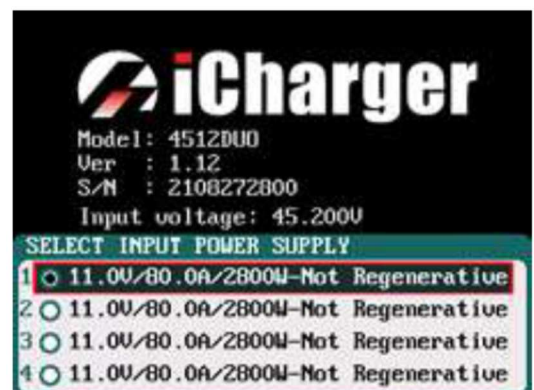 iCharger
Model: 4512DUO
Ver : 1.12
S/N : 2108272800
Input voltage: 45.200V
SELECT INPUT POWER SUPPLY
1 11.0V/80.0A/2800W-Not Regenerative
2 11.0V/80.0A/2800W-Not Regenerative
3 11.0V/80.0A/2800W-Not Regenerative
4 11.0V/80.0A/2800W-Not Regenerative